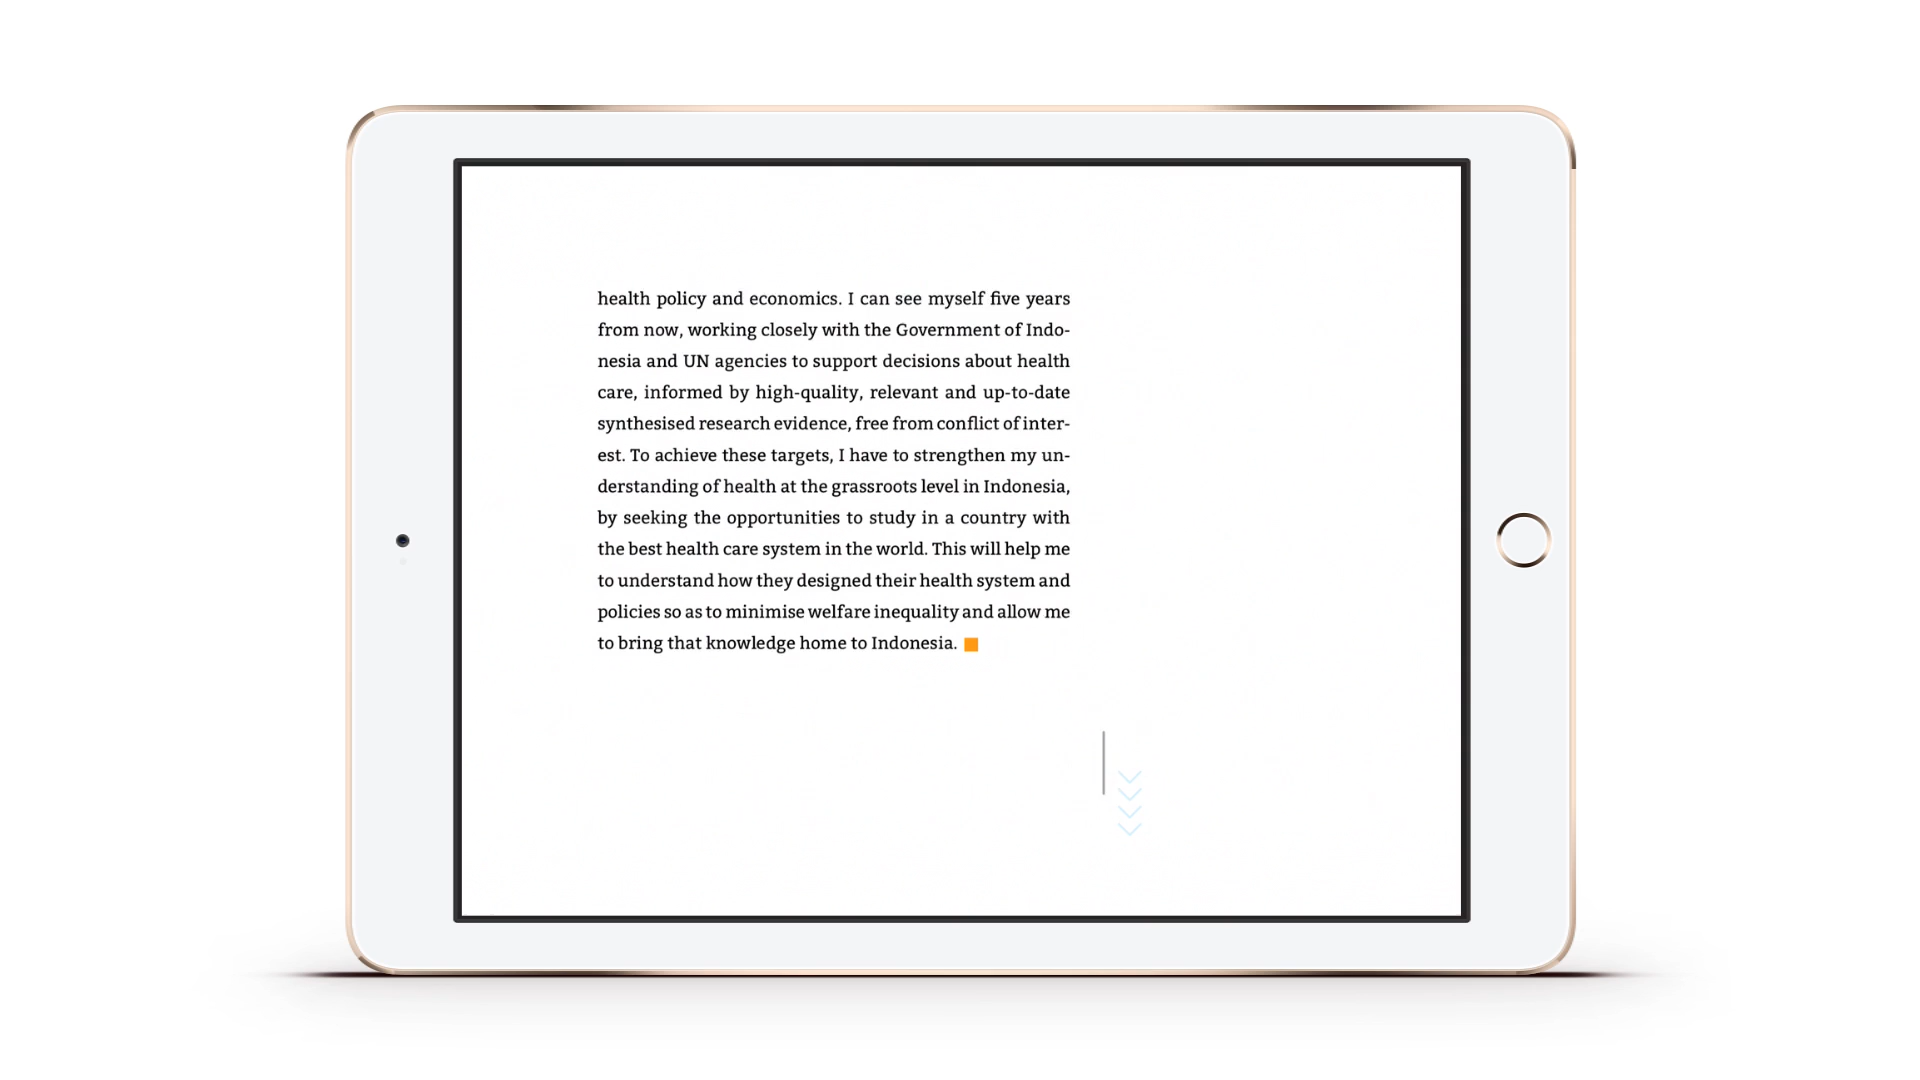 health policy and economics. I can see myself five years
from now, working closely with the Government of Indo-
nesia and UN agencies to support decisions about health
care, informed by high-quality, relevant and up-to-date
synthesised research evidence, free from conflict of inter-
est. To achieve these targets, I have to strengthen my un-
derstanding of health at the grassroots level in Indonesia,
by seeking the opportunities to study in a country with
the best health care system in the world. This will help me
to understand how they designed their health system and
policies so as to minimise welfare inequality and allow me
to bring that knowledge home to Indonesia.